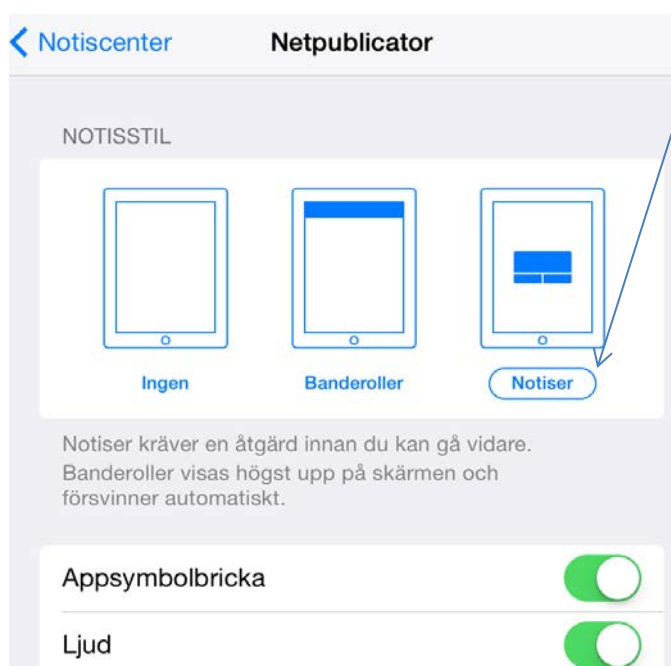 Notiscenter Netpublicator
NOTISSTIL
Ingen Banderoller Notiser
Notiser kräver en åtgärd innan du kan gå vidare.
Banderoller visas högst upp på skärmen och
försvinner automatiskt.
Appsymbolbricka
Ljud